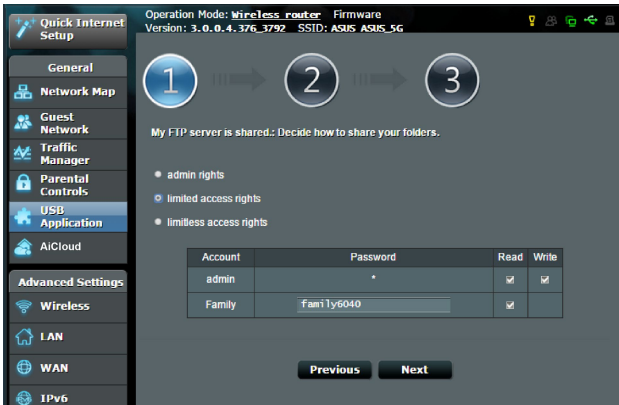 Quick Internet
Setup
Operation Mode: Wireless router Firmware
Version: 3.0.0.4.376_3792 SSID: ASUS ASUS_5G
General
Network Map
Guest
Network
Traffic
Manager
Parental
Controls
USB
Application
AiCloud
Advanced Settings
Wireless
LAN
WAN
IPv6
1
2
3
My FTP server is shared.: Decide how to share your folders.
admin rights
limited access rights
limitless access rights
Account Password Read Write
admin *
Family family6040
Previous Next